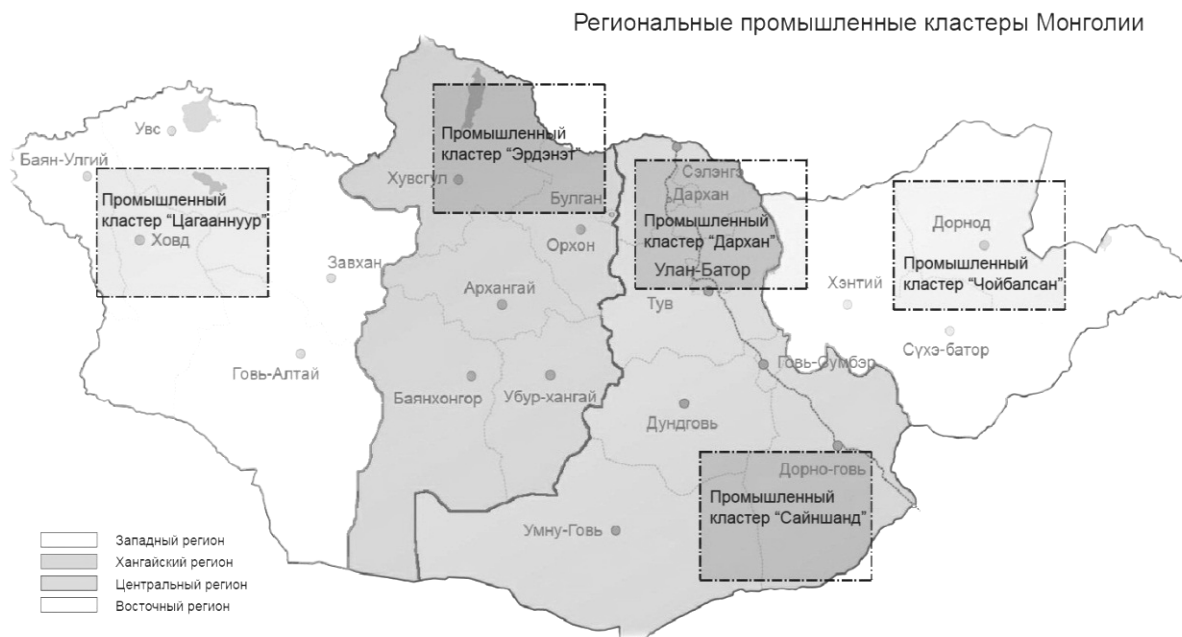 Региональные промышленные кластеры Монголии
Увс
Баян-Улгий
Промышленный
кластер “Цагааннуур”
Ховд
Завхан
Говь-Алтай
Промышленный
кластер “Эрдэнэт”
Хувсгул
Булган
Орхон
Архангай
Баянхонгор
Убур-хангай
Сэлэнгэ
Дархан
Промышленный
кластер “Дархан”
Улан-Батор
Тув
Говь-Сумбэр
Дундговь
Дорно-говь
Промышленный
кластер “Сайншанд”
Умну-Говь
Дорнод
Промышленный
кластер “Чойбалсан”
Хэнтий
Сүхэ-батор
Западный регион
Хангайский регион
Центральный регион
Восточный регион